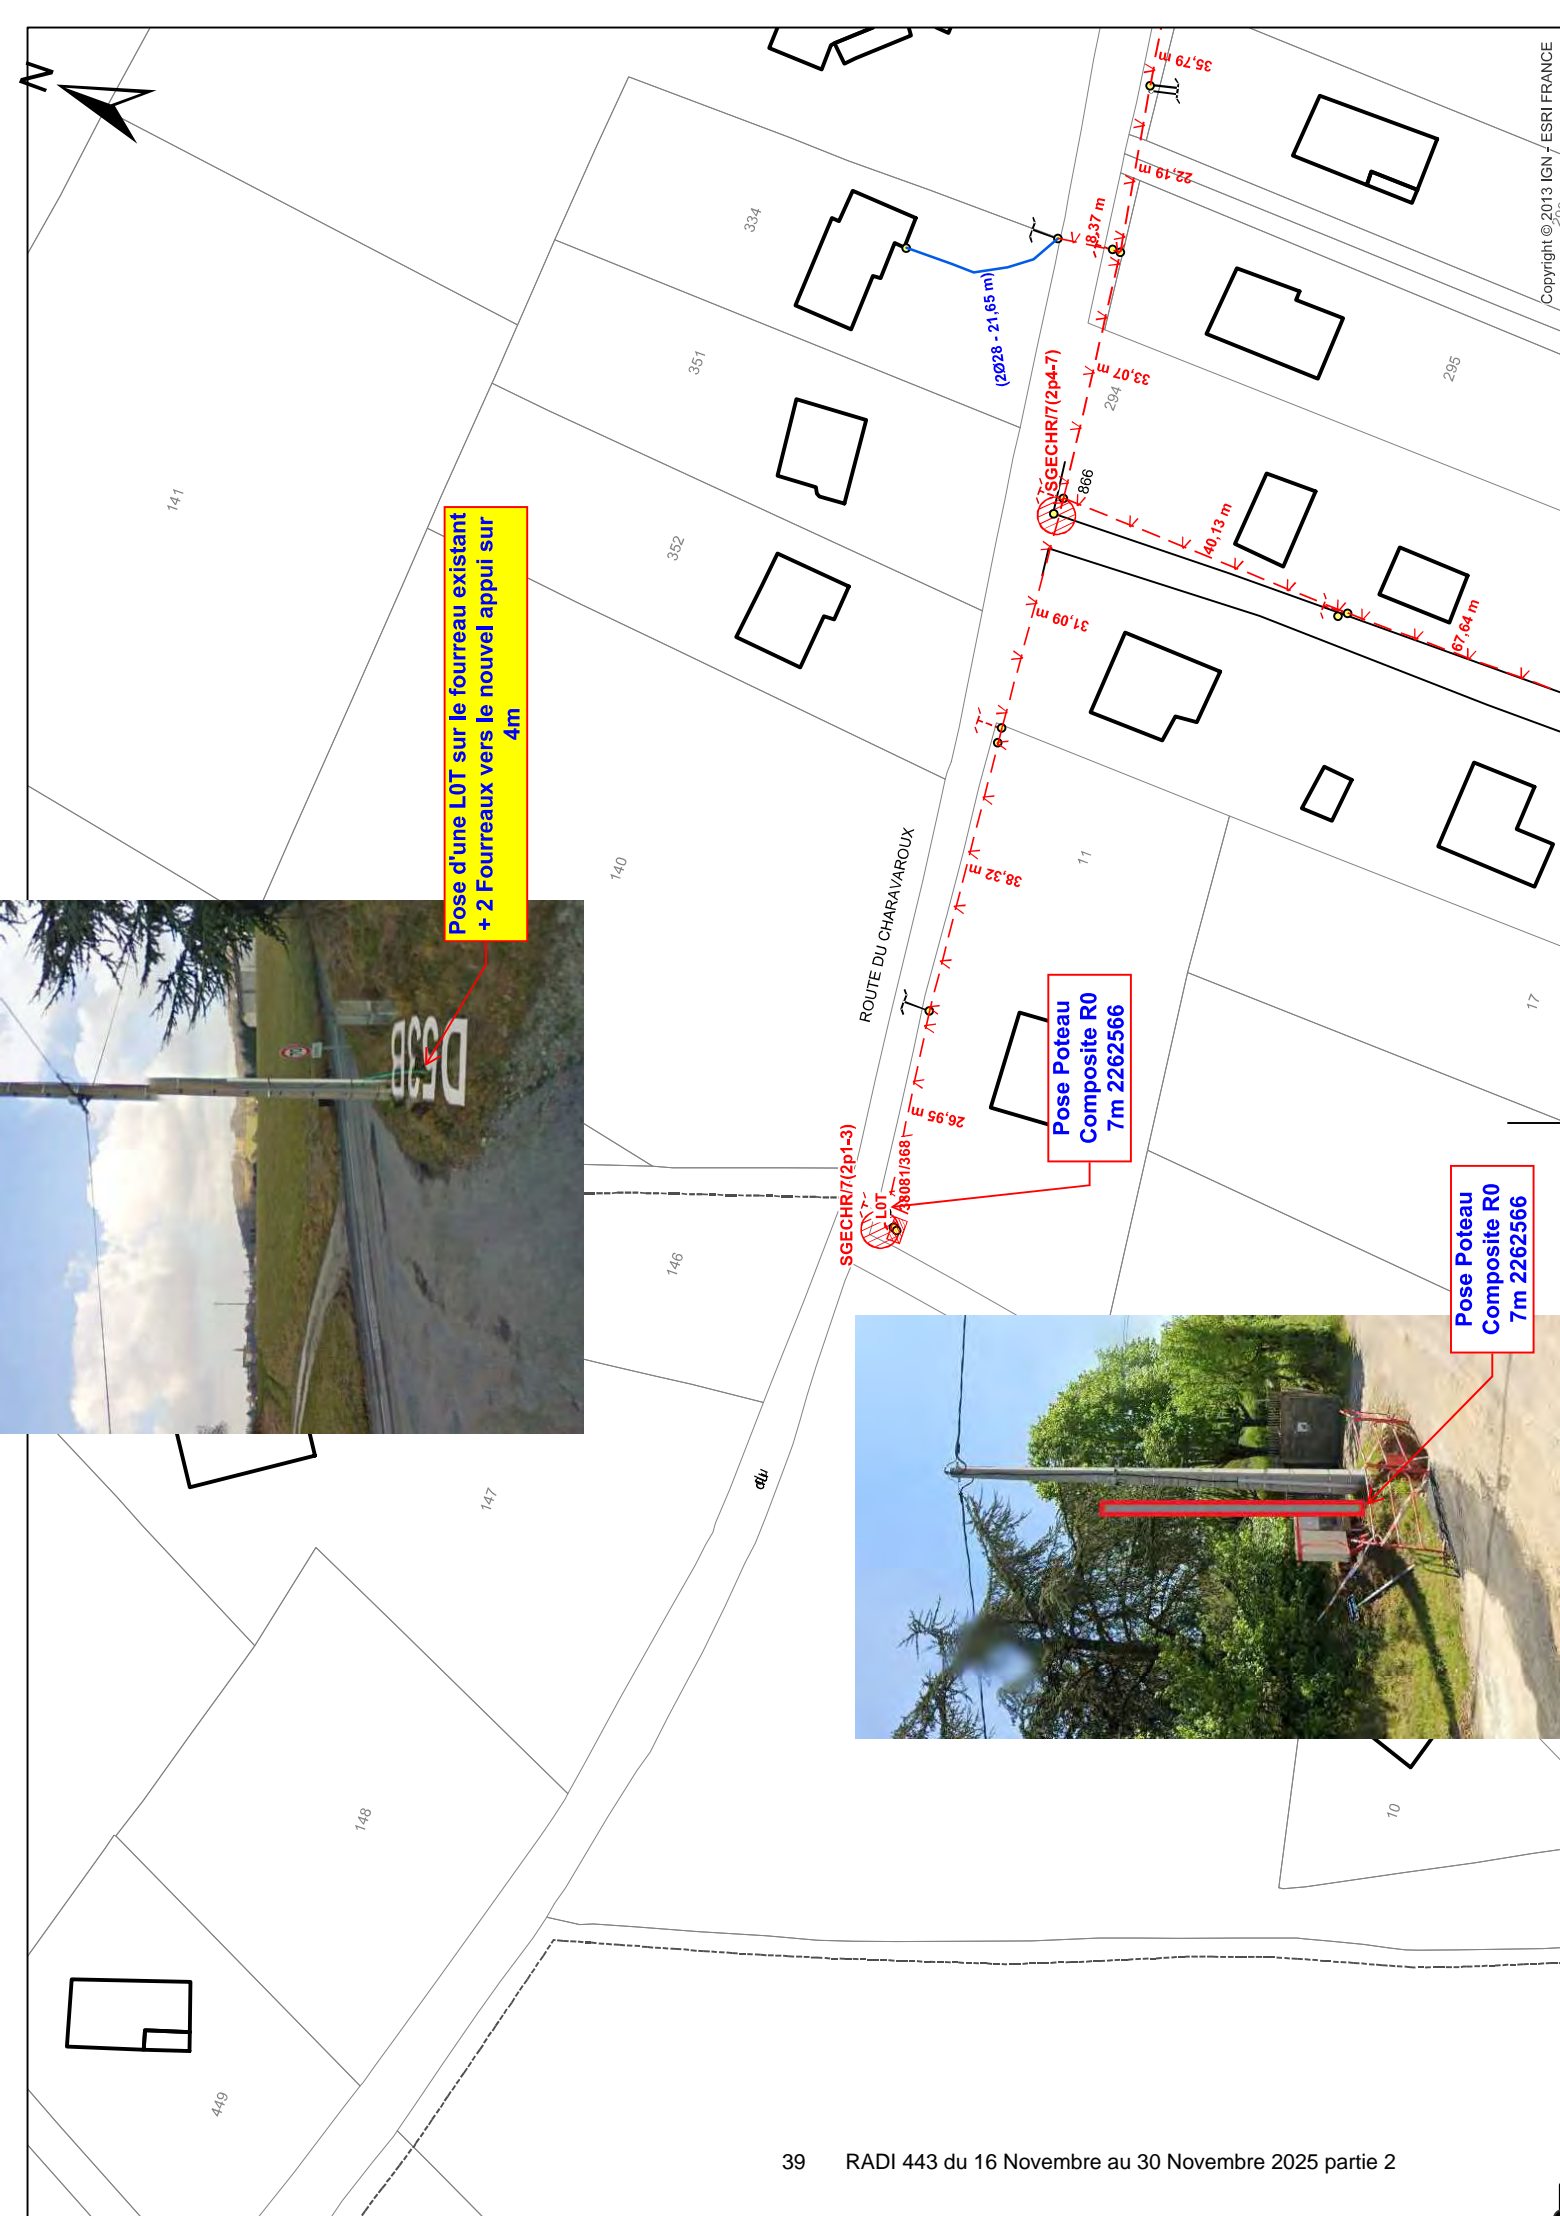 N
141
334
351
352
140
35,79 m
22,19 m
8,37 m
(2Ø28 - 21,65 m)
33,07 m
SGECHR/7(2p4-7)
294
295
Copyright © 2013 IGN - ESRI FRANCE
866
40,13 m
67,64 m
31,09 m
38,32 m
11
17
ROUTE DU CHARAVAROUX
Pose d'une L0T sur le fourreau existant
+ 2 Fourreaux vers le nouvel appui sur
4m
D53B
26,95 m
38081/368
L0T
SGECHR/7(2p1-3)
Pose Poteau
Composite R0
7m 2262566
Pose Poteau
Composite R0
7m 2262566
146
147
148
449
10
du
39 RADI 443 du 16 Novembre au 30 Novembre 2025 partie 2